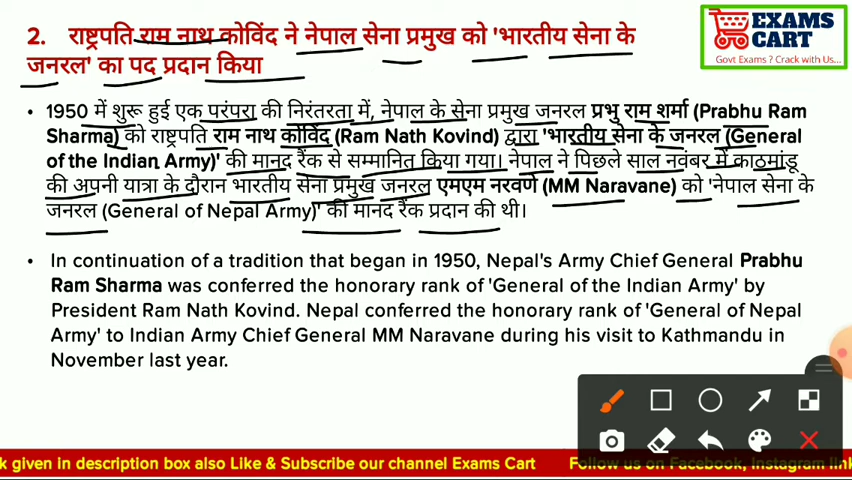 2. राष्ट्रपति राम नाथ कोविंद ने नेपाल सेना प्रमुख को 'भारतीय सेना के
जनरल' का पद प्रदान किया
EXAMS
CART
Govt Exams ? Crack with Us...
• 1950 में शुरू हुई एक परंपरा की निरंतरता में, नेपाल के सेना प्रमुख जनरल प्रभु राम शर्मा (Prabhu Ram
Sharma) को राष्ट्रपति राम नाथ कोविंद (Ram Nath Kovind) द्वारा 'भारतीय सेना के जनरल (General
of the Indian Army)' की मानद रैंक से सम्मानित किया गया। नेपाल ने पिछले साल नवंबर में काठमांडू
की अपनी यात्रा के दौरान भारतीय सेना प्रमुख जनरल एमएम नरवणे (MM Naravane) को 'नेपाल सेना के
जनरल (General of Nepal Army)' की मानद रैंक प्रदान की थी।
• In continuation of a tradition that began in 1950, Nepal's Army Chief General Prabhu
Ram Sharma was conferred the honorary rank of 'General of the Indian Army' by
President Ram Nath Kovind. Nepal conferred the honorary rank of 'General of Nepal
Army' to Indian Army Chief General MM Naravane during his visit to Kathmandu in
November last year.
k given in description box also Like & Subscribe our channel Exams Cart Follow us on Facebook, Instagram link